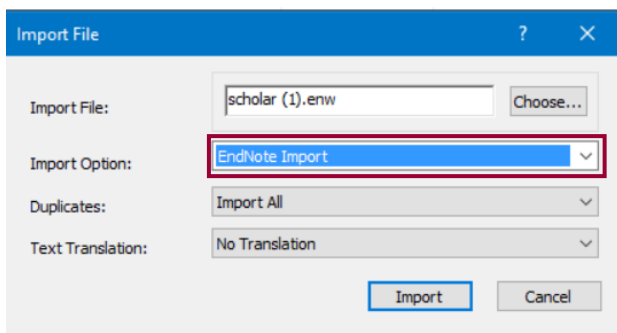 Import File
?
Import File:
scholar (1).enw
Choose...
Import Option:
EndNote Import
Duplicates:
Import All
Text Translation:
No Translation
Import
Cancel